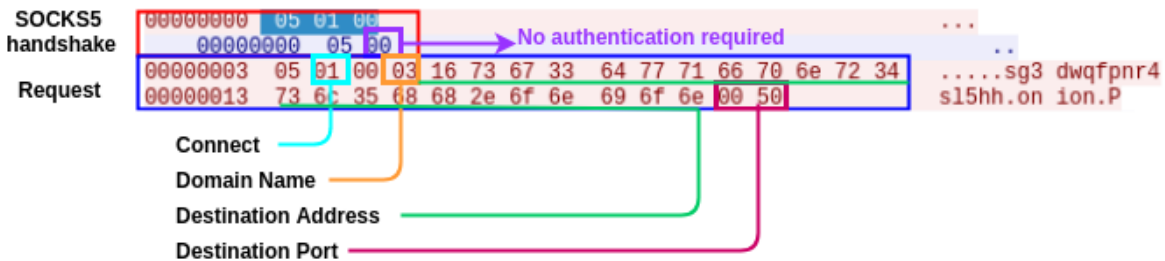 SOCKS5 handshake
00000000 05 01 00 ...
00000000 05 00 No authentication required ..
Request
00000003 05 01 00 03 16 73 67 33 64 77 71 66 70 6e 72 34 .....sg3 dwqfpnr4
00000013 73 6c 35 68 68 2e 6f 6e 69 6f 6e 00 50 sl5hh.on ion.P
Connect
Domain Name
Destination Address
Destination Port